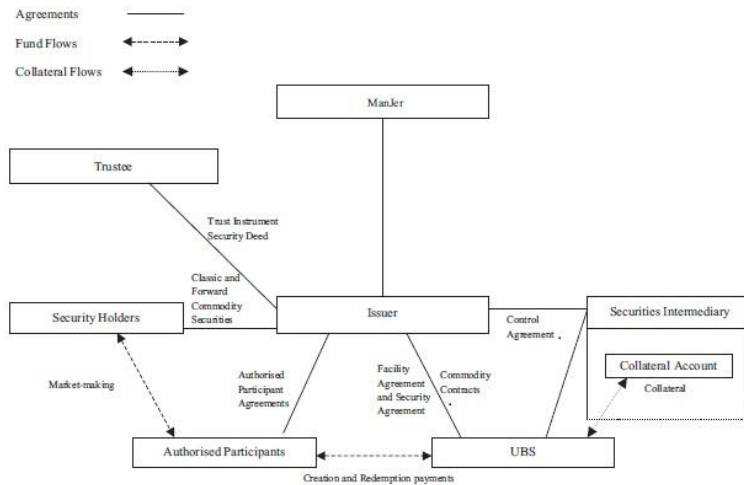 Agreements
Fund Flows
Collateral Flows
ManJer
Trustee
Trust Instrument
Security Deed
Classic and
Forward
Commodity
Securities
Security Holders
Issuer
Control
Agreement
Securities Intermediary
Collateral Account
Collateral
Market-making
Authorised
Participant
Agreements
Facility
Agreement
and Security
Agreement
Commodity
Contracts
Authorised Participants
UBS
Creation and Redemption payments